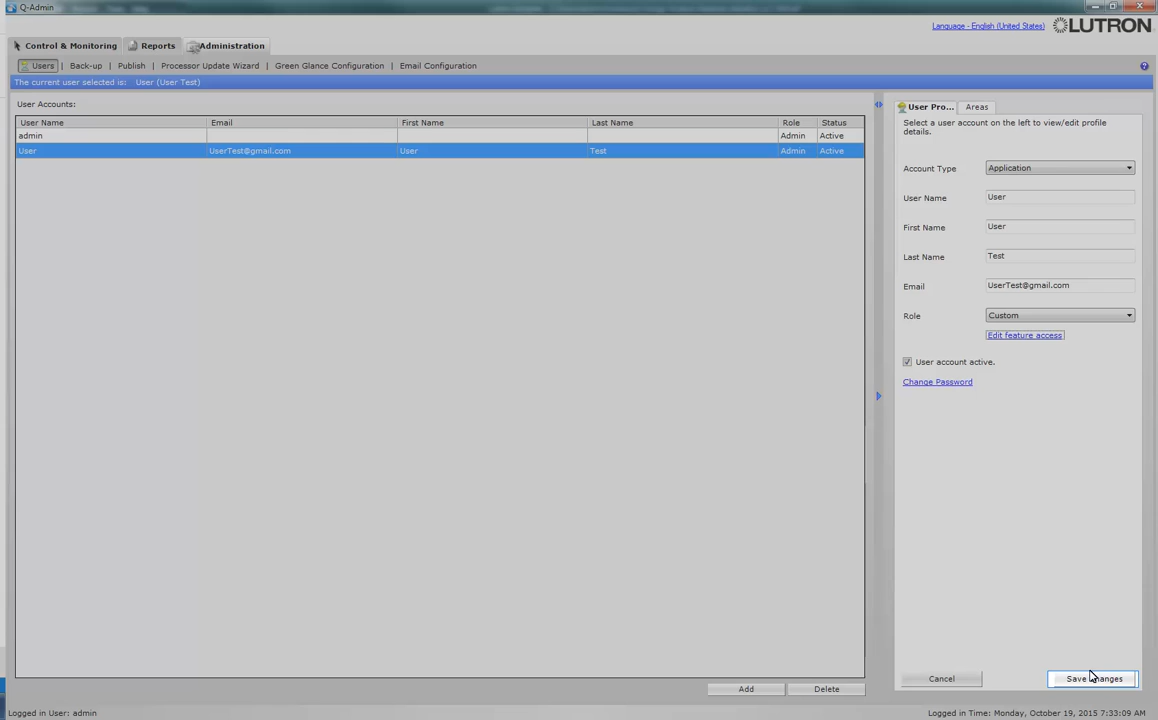 Q-Admin
Language - English (United States)
LUTRON
Control & Monitoring
Reports
Administration
Users | Back-up | Publish | Processor Update Wizard | Green Glance Configuration | Email Configuration
The current user selected is: User (User Test)
User Accounts:
User Name Email First Name Last Name Role Status
admin Admin Active
User UserTest@gmail.com User Test Admin Active
Add
Delete
User Pro...
Areas
Select a user account on the left to view/edit profile
details.
Account Type Application
User Name User
First Name User
Last Name Test
Email UserTest@gmail.com
Role Custom
Edit feature access
User account active.
Change Password
Cancel
Save Changes
Logged in User: admin
Logged in Time: Monday, October 19, 2015 7:33:09 AM